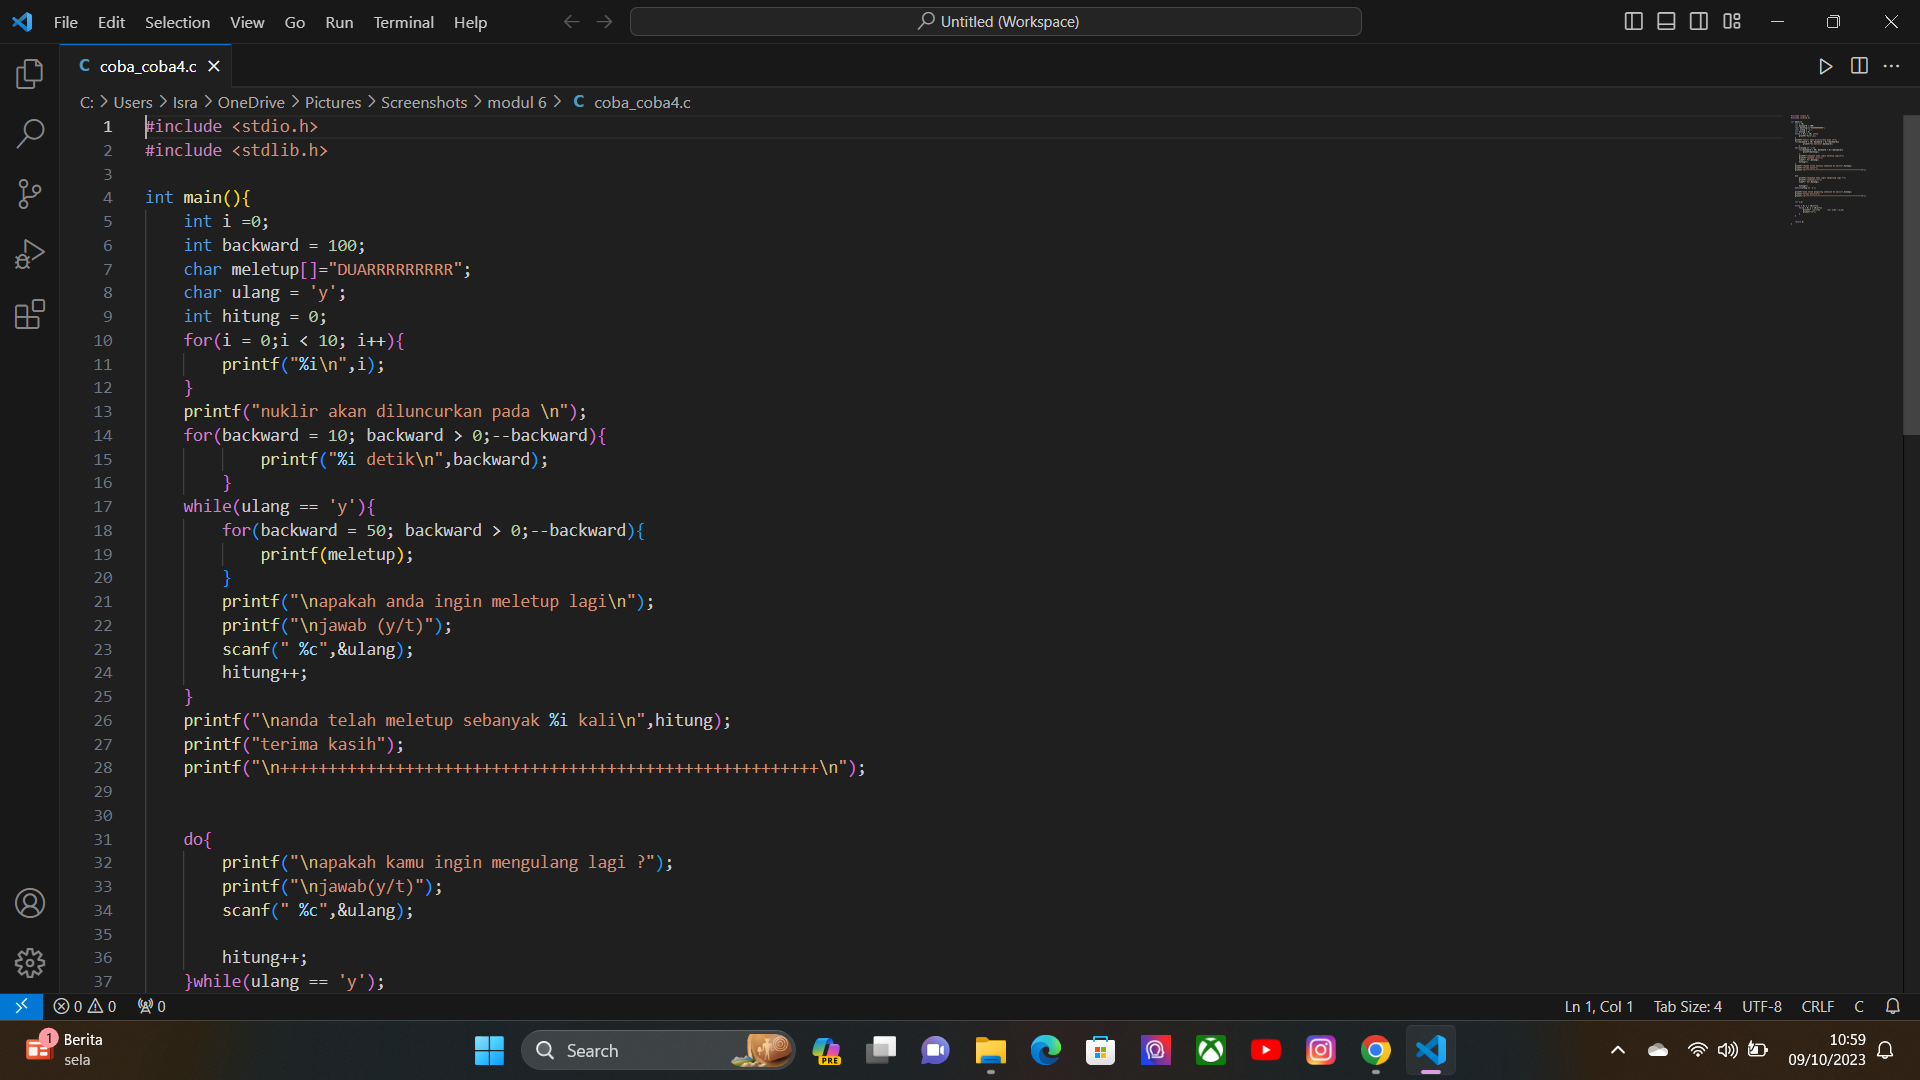 File Edit Selection View Go Run Terminal Help
Untitled (Workspace)
C coba_coba4.c
C: > Users > Isra > OneDrive > Pictures > Screenshots > modul 6 > C coba_coba4.c
1 #include <stdio.h>
2 #include <stdlib.h>
3
4 int main(){
5     int i =0;
6     int backward = 100;
7     char meletup[]="DUARRRRRRRRR";
8     char ulang = 'y';
9     int hitung = 0;
10     for(i = 0;i < 10; i++){
11         printf("%i\n",i);
12     }
13     printf("nuklir akan diluncurkan pada \n");
14     for(backward = 10; backward > 0;--backward){
15             printf("%i detik\n",backward);
16         }
17     while(ulang == 'y'){
18         for(backward = 50; backward > 0;--backward){
19             printf(meletup);
20         }
21         printf("\napakah anda ingin meletup lagi\n");
22         printf("\njawab (y/t)");
23         scanf(" %c",&ulang);
24         hitung++;
25     }
26     printf("\nanda telah meletup sebanyak %i kali\n",hitung);
27     printf("terima kasih");
28     printf("\n++++++++++++++++++++++++++++++++++++++++++++++++++++++++\n");
29
30
31     do{
32         printf("\napakah kamu ingin mengulang lagi ?");
33         printf("\njawab(y/t)");
34         scanf(" %c",&ulang);
35
36         hitung++;
37     }while(ulang == 'y');
0 0 0
Ln 1, Col 1 Tab Size: 4 UTF-8 CRLF C
1 Berita
sela
Search
PRE
10:59
09/10/2023